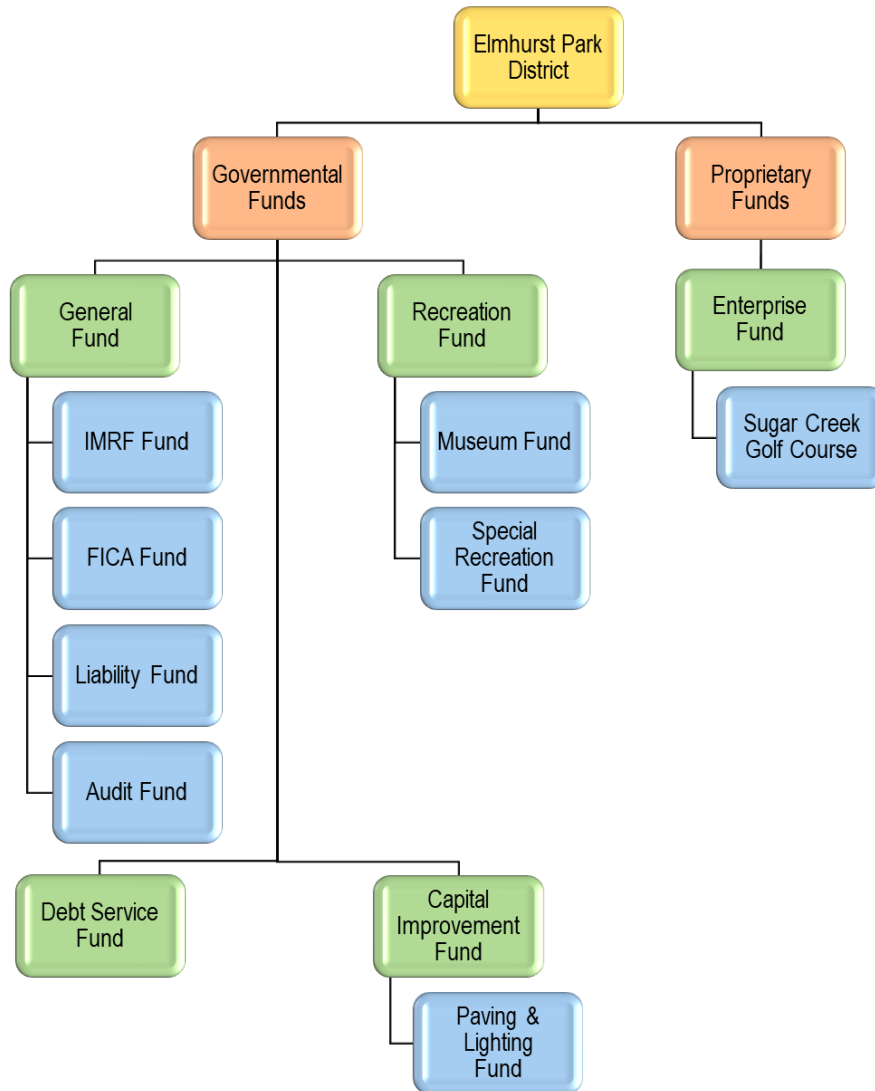 Elmhurst Park
District
Governmental
Funds
Proprietary
Funds
General
Fund
Recreation
Fund
Enterprise
Fund
IMRF Fund
Museum Fund
Sugar Creek
Golf Course
FICA Fund
Special
Recreation
Fund
Liability Fund
Audit Fund
Debt Service
Fund
Capital
Improvement
Fund
Paving &
Lighting
Fund